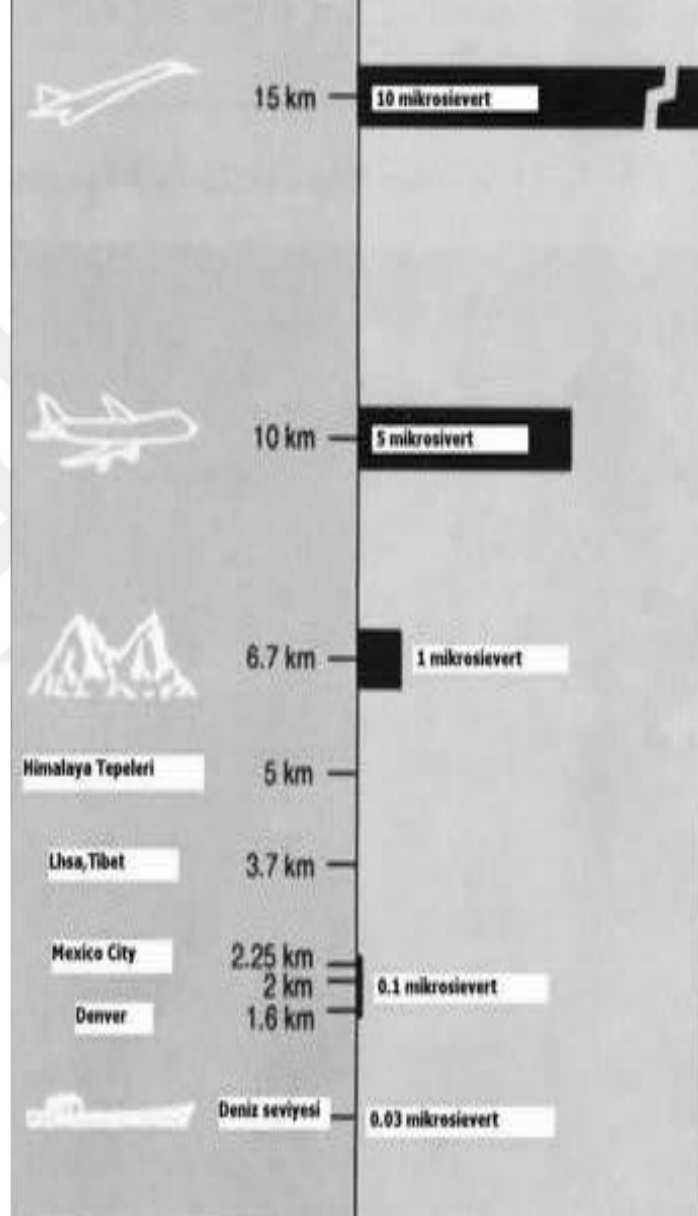 15 km
10 mikrosievert
10 km
5 mikrosivert
6.7 km
1 mikrosievert
Himalaya Tepeleri
5 km
Lhsa,Tibet
3.7 km
Mexico City
2.25 km
2 km
0.1 mikrosievert
Denver
1.6 km
Deniz seviyesi
0.03 mikrosievert